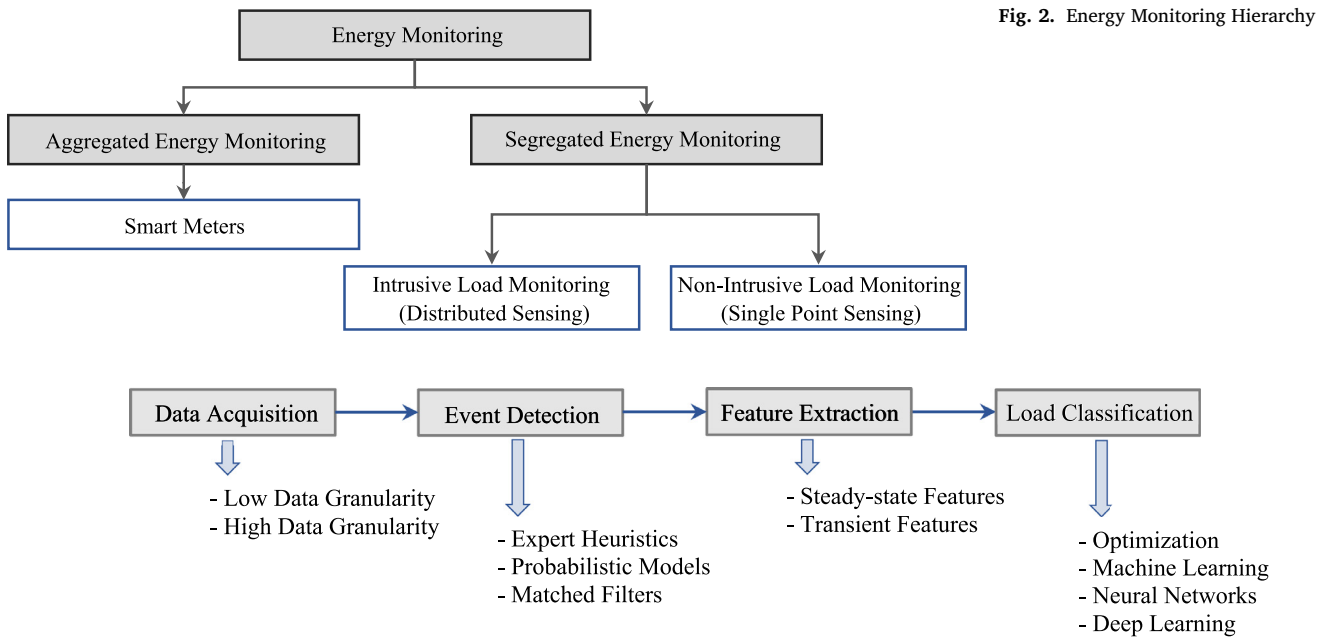 Energy Monitoring
Fig. 2. Energy Monitoring Hierarchy
Aggregated Energy Monitoring
Segregated Energy Monitoring
Smart Meters
Intrusive Load Monitoring
(Distributed Sensing)
Non-Intrusive Load Monitoring
(Single Point Sensing)
Data Acquisition
Event Detection
Feature Extraction
Load Classification
- Low Data Granularity
- High Data Granularity
- Expert Heuristics
- Probabilistic Models
- Matched Filters
- Steady-state Features
- Transient Features
- Optimization
- Machine Learning
- Neural Networks
- Deep Learning